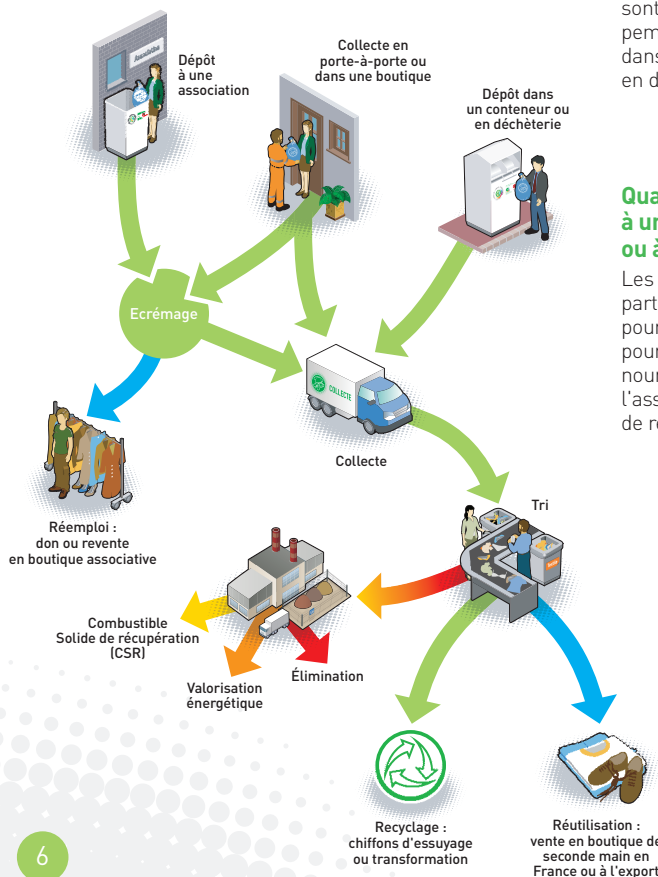 Dépôt
à une
association
Association
Collecte en
porte-à-porte ou
dans une boutique
Dépôt dans
un conteneur ou
en déchèterie
Ecrémage
COLLECTE
Collecte
Réemploi :
don ou revente
en boutique associative
Tri
Combustible
Solide de récupération
(CSR)
Valorisation
énergétique
Élimination
Recyclage :
chiffons d'essuyage
ou transformation
Réutilisation :
vente en boutique de
seconde main en
France ou à l'export
6
sont
pem
dans
en d
Qua
à un
ou à
Les
part
pour
pour
nour
l'ass
de r